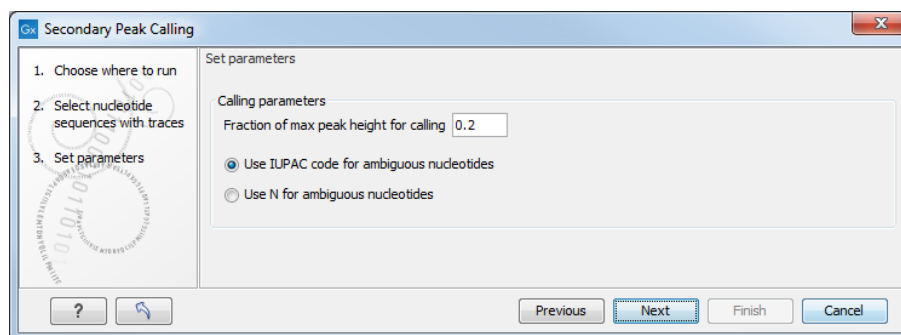 Gx Secondary Peak Calling
x
1. Choose where to run
2. Select nucleotide
sequences with traces
3. Set parameters
Set parameters
Calling parameters
Fraction of max peak height for calling 0.2
Use IUPAC code for ambiguous nucleotides
Use N for ambiguous nucleotides
?
Previous
Next
Finish
Cancel